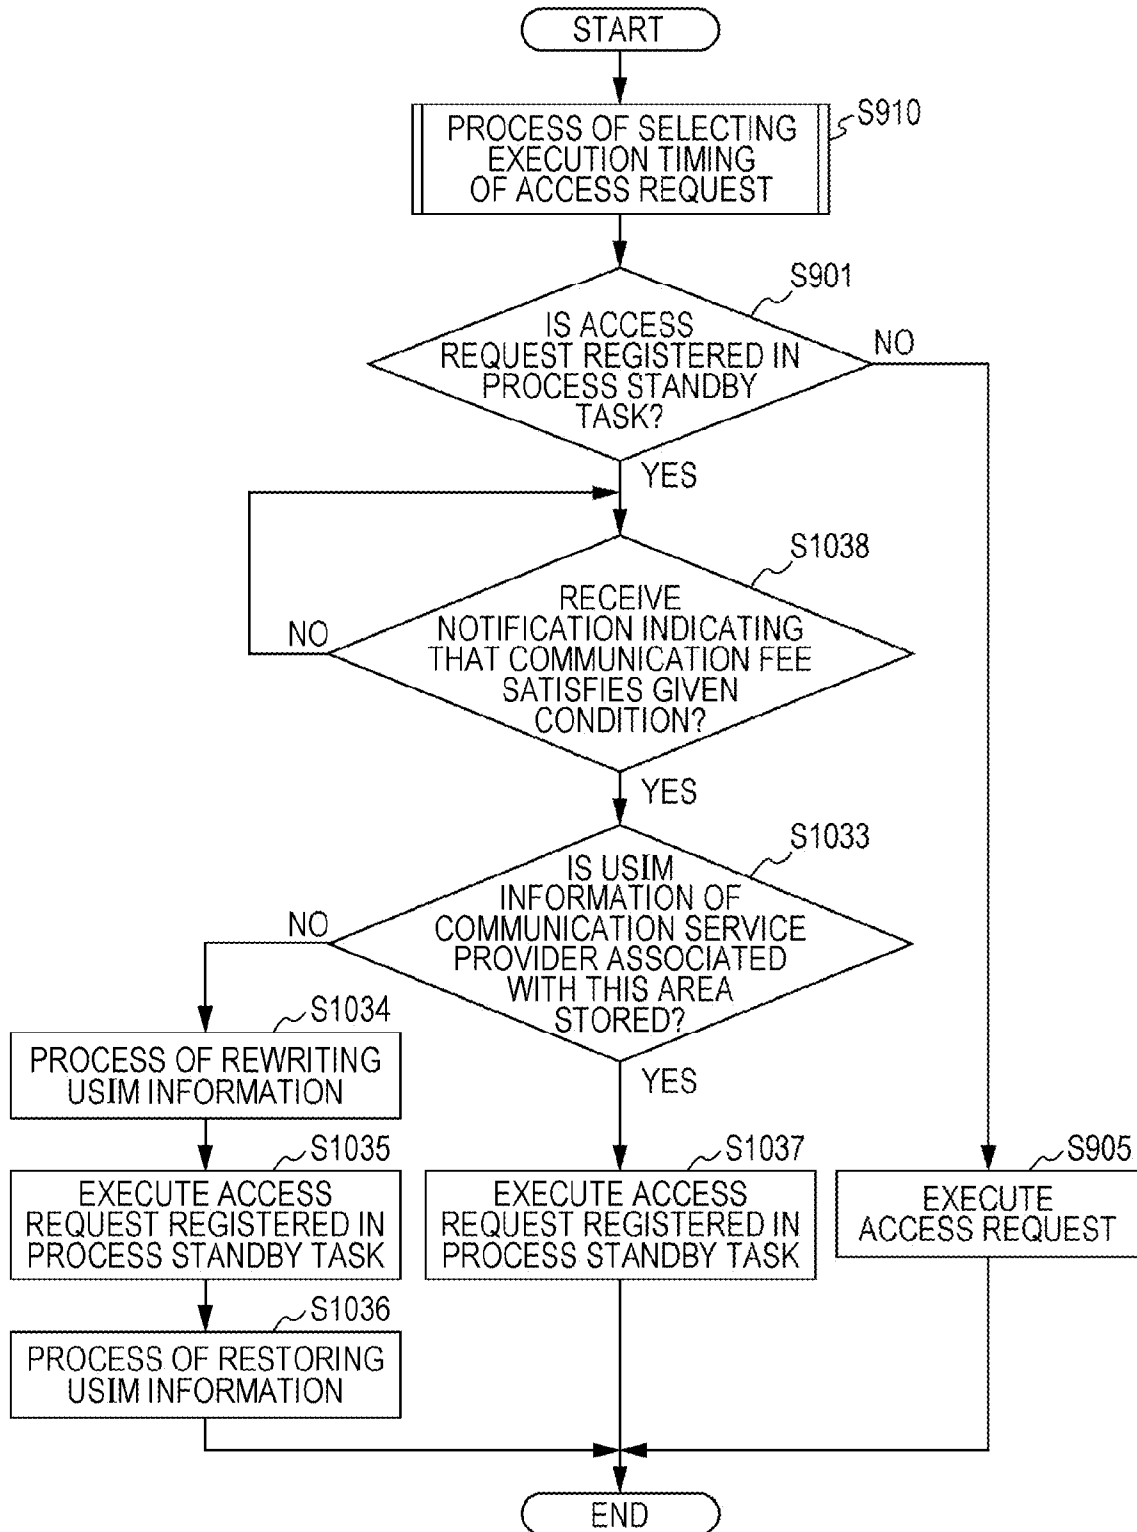 START
PROCESS OF SELECTING
EXECUTION TIMING
OF ACCESS REQUEST
S910
S901
IS ACCESS
REQUEST REGISTERED IN
PROCESS STANDBY
TASK?
NO
YES
S1038
RECEIVE
NOTIFICATION INDICATING
THAT COMMUNICATION FEE
SATISFIES GIVEN
CONDITION?
NO
YES
S1033
IS USIM
INFORMATION OF
COMMUNICATION SERVICE
PROVIDER ASSOCIATED
WITH THIS AREA
STORED?
NO
YES
S1034
PROCESS OF REWRITING
USIM INFORMATION
S1035
EXECUTE ACCESS
REQUEST REGISTERED IN
PROCESS STANDBY TASK
S1036
PROCESS OF RESTORING
USIM INFORMATION
S1037
EXECUTE ACCESS
REQUEST REGISTERED IN
PROCESS STANDBY TASK
S905
EXECUTE
ACCESS REQUEST
END